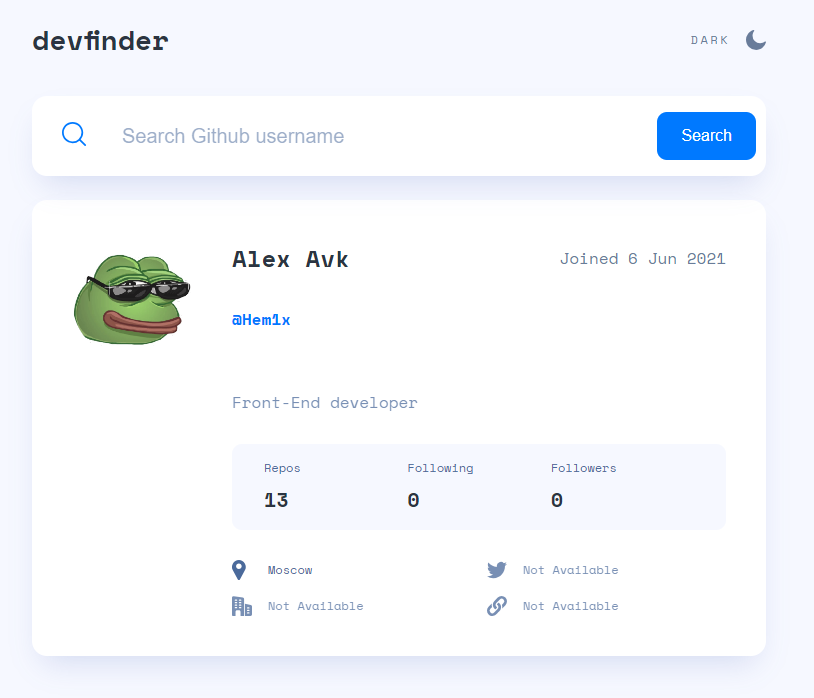 devfinder
DARK
Search Github username
Search
Alex Avk
Joined 6 Jun 2021
@Hem1x
Front-End developer
Repos Following Followers
13 0 0
Moscow Not Available
Not Available Not Available